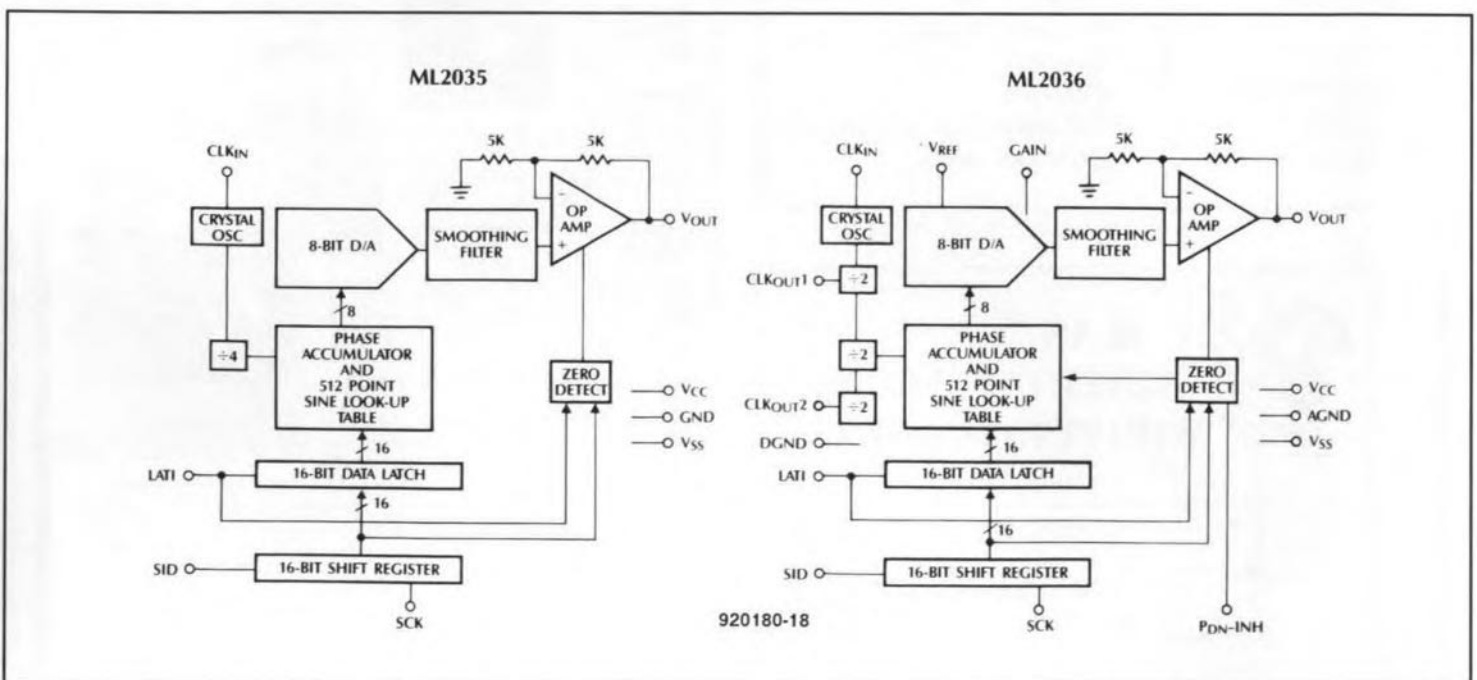 ML2035
CLKIN
CRYSTAL
OSC
÷4
8-BIT D/A
SMOOTHING
FILTER
5K
5K
-
OP
AMP
+
VOUT
8
PHASE
ACCUMULATOR
AND
512 POINT
SINE LOOK-UP
TABLE
ZERO
DETECT
VCC
GND
VSS
16
LATI
16-BIT DATA LATCH
16
SID
16-BIT SHIFT REGISTER
SCK
920180-18
ML2036
CLKIN
VREF
GAIN
5K
5K
CRYSTAL
OSC
8-BIT D/A
SMOOTHING
FILTER
-
OP
AMP
+
VOUT
CLKOUT1
÷2
8
÷2
PHASE
ACCUMULATOR
AND
512 POINT
SINE LOOK-UP
TABLE
ZERO
DETECT
CLKOUT2
÷2
VCC
AGND
VSS
DGND
16
LATI
16-BIT DATA LATCH
16
SID
16-BIT SHIFT REGISTER
SCK
PDN-INH